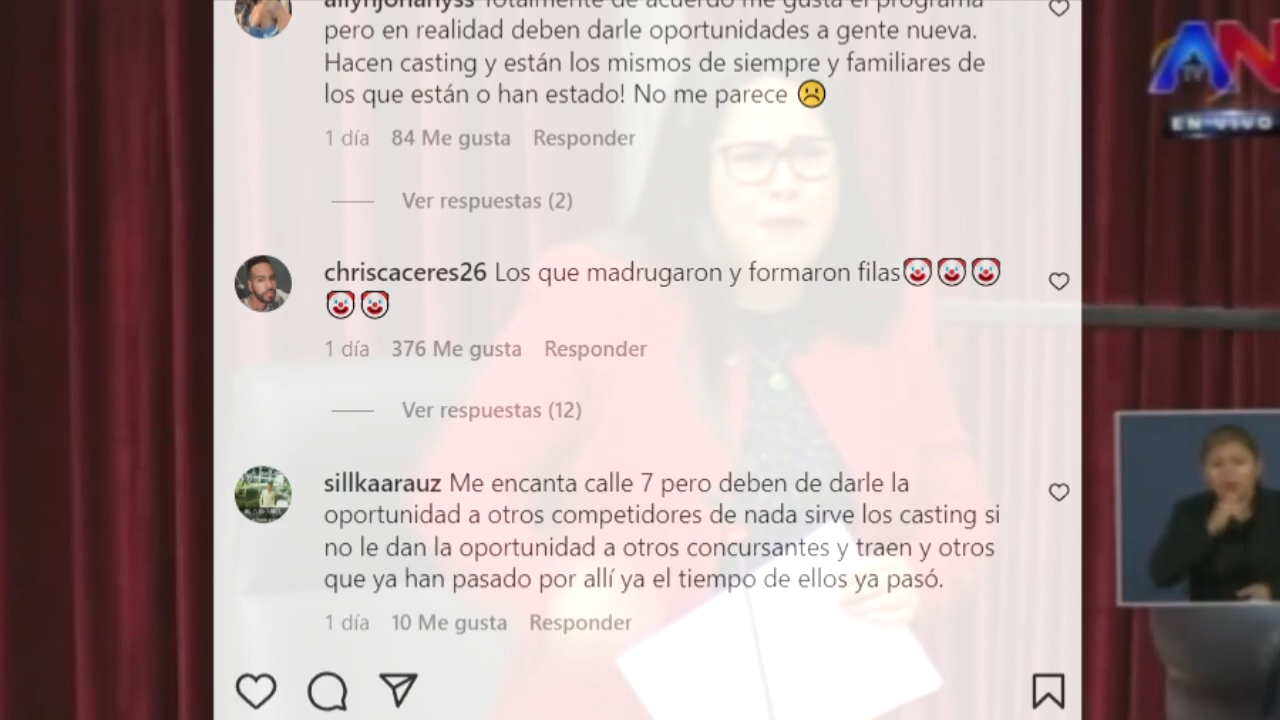 allynjohanyss Totalmente de acuerdo me gusta el programa
pero en realidad deben darle oportunidades a gente nueva.
Hacen casting y están los mismos de siempre y familiares de
los que están o han estado! No me parece ☹️
1 día 84 Me gusta Responder
Ver respuestas (2)
chriscaceres26 Los que madrugaron y formaron filas🤡🤡🤡
🤡🤡
1 día 376 Me gusta Responder
Ver respuestas (12)
sillkaarauz Me encanta calle 7 pero deben de darle la
oportunidad a otros competidores de nada sirve los casting si
no le dan la oportunidad a otros concursantes y traen y otros
que ya han pasado por allí ya el tiempo de ellos ya pasó.
1 día 10 Me gusta Responder
AN
TV
EN VIVO